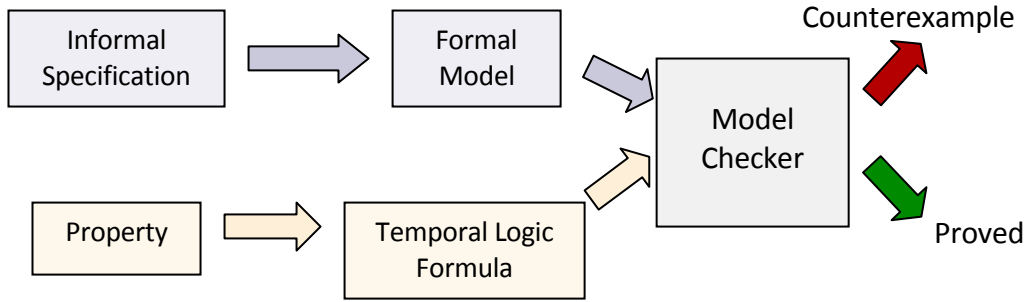 Informal
Specification
Formal
Model
Counterexample
Model
Checker
Property
Temporal Logic
Formula
Proved